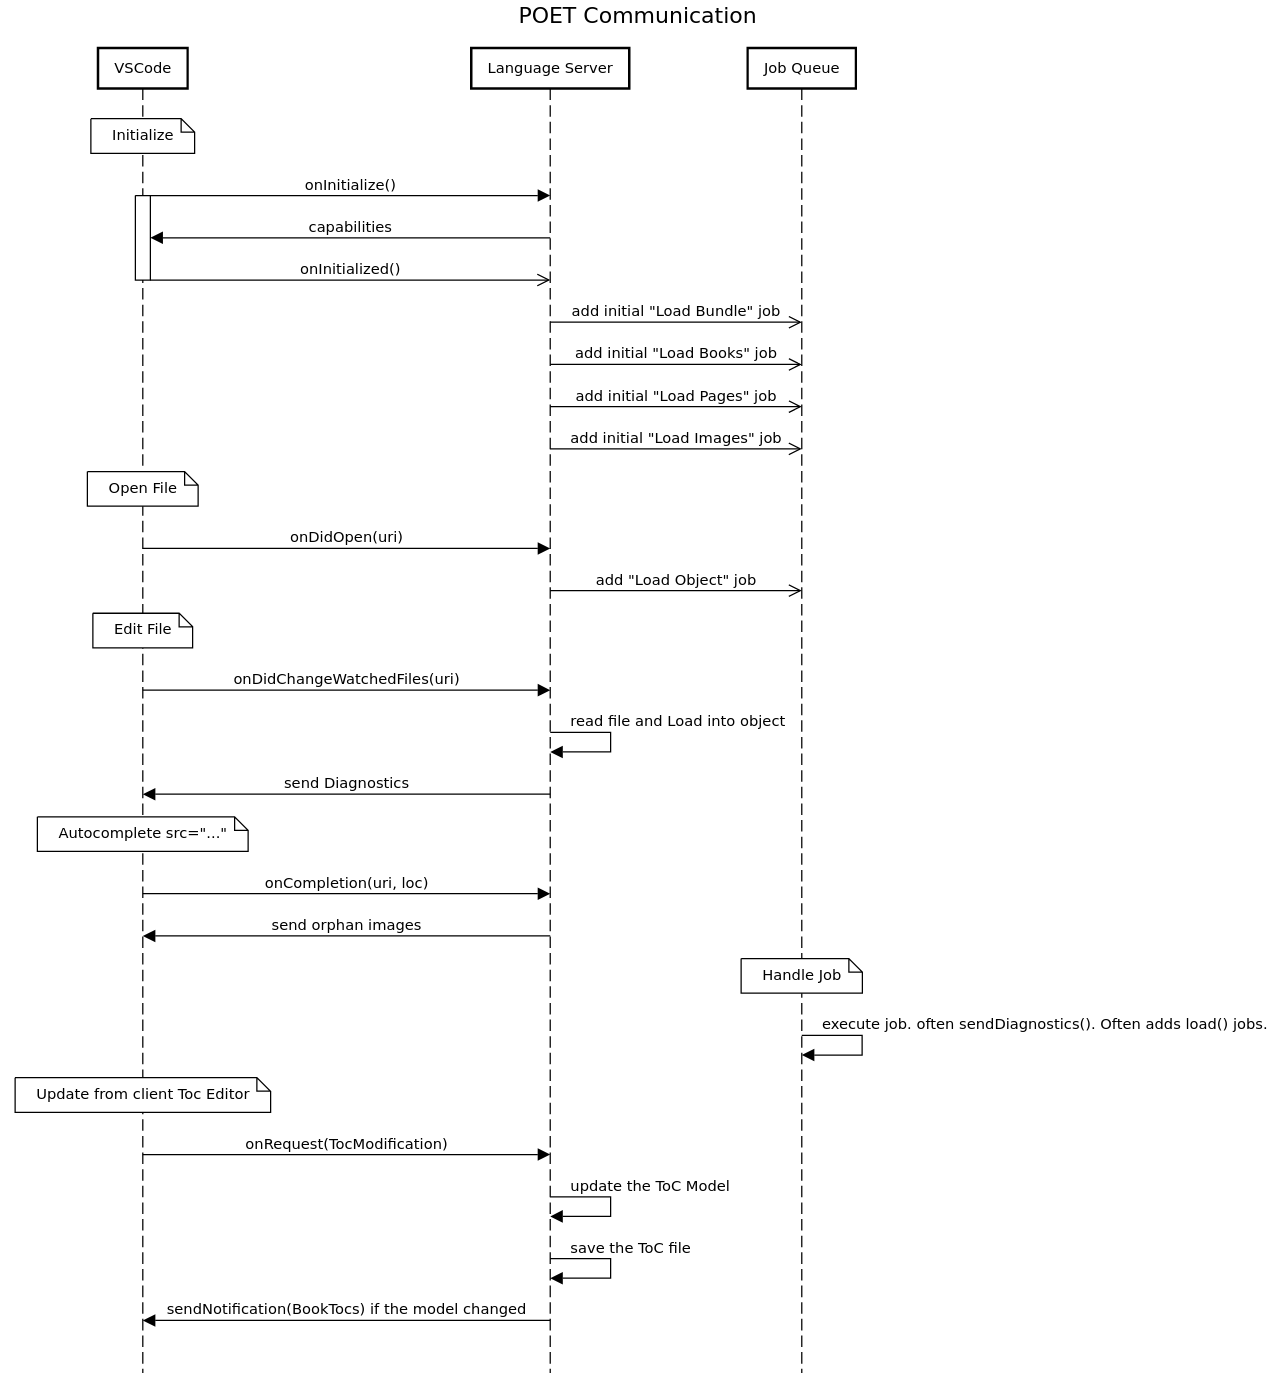 POET Communication
VSCode
Language Server
Job Queue
Initialize
onInitialize()
capabilities
onInitialized()
add initial "Load Bundle" job
add initial "Load Books" job
add initial "Load Pages" job
add initial "Load Images" job
Open File
onDidOpen(uri)
add "Load Object" job
Edit File
onDidChangeWatchedFiles(uri)
read file and Load into object
send Diagnostics
Autocomplete src="..."
onCompletion(uri, loc)
send orphan images
Handle Job
execute job. often sendDiagnostics(). Often adds load() jobs.
Update from client Toc Editor
onRequest(TocModification)
update the ToC Model
save the ToC file
sendNotification(BookTocs) if the model changed